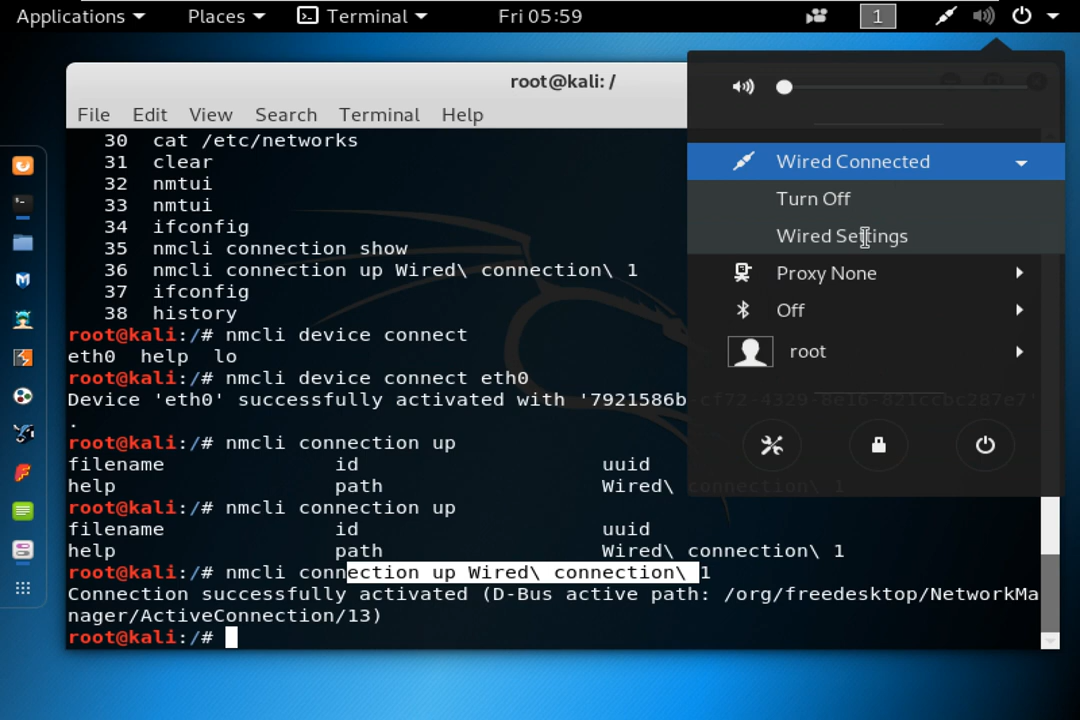 Applications Places Terminal Fri 05:59 1
root@kali: /
File Edit View Search Terminal Help
30 cat /etc/networks
31 clear
32 nmtui
33 nmtui
34 ifconfig
35 nmcli connection show
36 nmcli connection up Wired\ connection\ 1
37 ifconfig
38 history
root@kali:/# nmcli device connect
eth0 help lo
root@kali:/# nmcli device connect eth0
Device 'eth0' successfully activated with '7921586b-cf72-4329-8e16-821ccbc287e7'
.
root@kali:/# nmcli connection up
filename id uuid
help path Wired\ connection\ 1
root@kali:/# nmcli connection up
filename id uuid
help path Wired\ connection\ 1
root@kali:/# nmcli connection up Wired\ connection\ 1
Connection successfully activated (D-Bus active path: /org/freedesktop/NetworkMa
nager/ActiveConnection/13)
root@kali:/#
Wired Connected
Turn Off
Wired Settings
Proxy None
Off
root